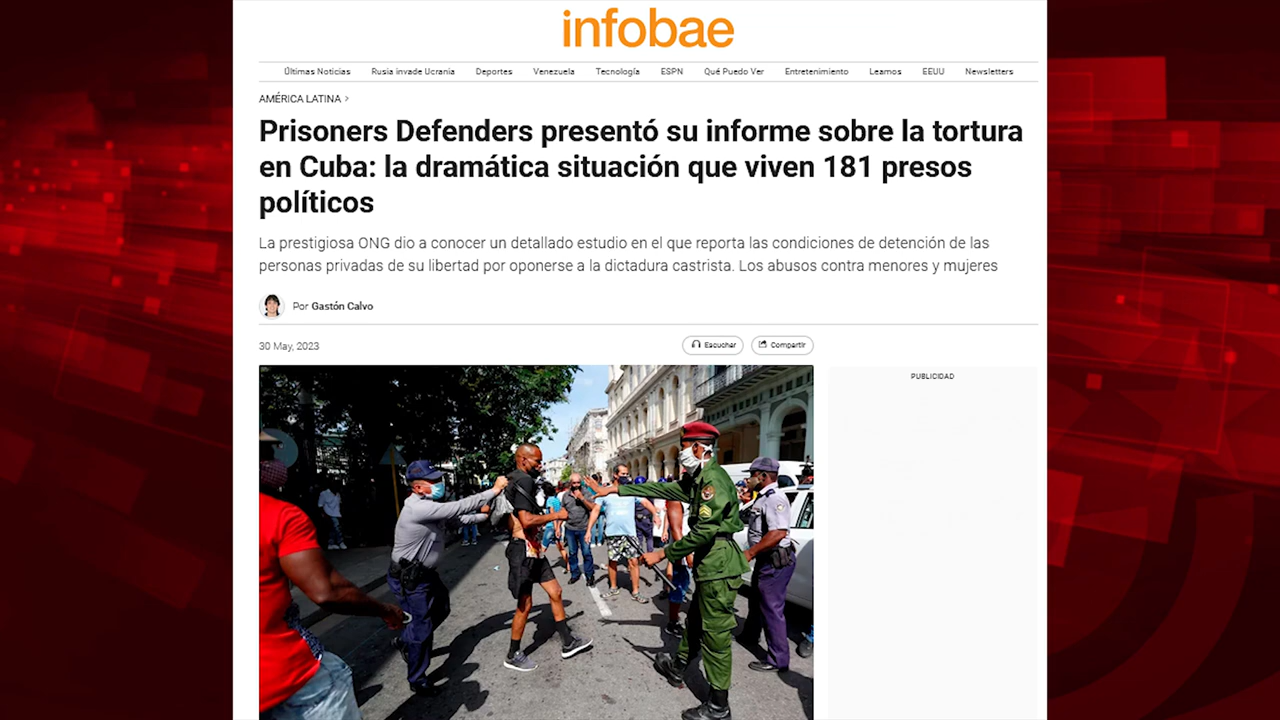 infobae
Últimas Noticias Rusia invade Ucrania Deportes Venezuela Tecnología ESPN Qué Puedo Ver Entretenimiento Leamos EEUU Newsletters
AMÉRICA LATINA >
Prisoners Defenders presentó su informe sobre la tortura
en Cuba: la dramática situación que viven 181 presos
políticos
La prestigiosa ONG dio a conocer un detallado estudio en el que reporta las condiciones de detención de las
personas privadas de su libertad por oponerse a la dictadura castrista. Los abusos contra menores y mujeres
Por Gastón Calvo
30 May, 2023 Escuchar Compartir
PUBLICIDAD